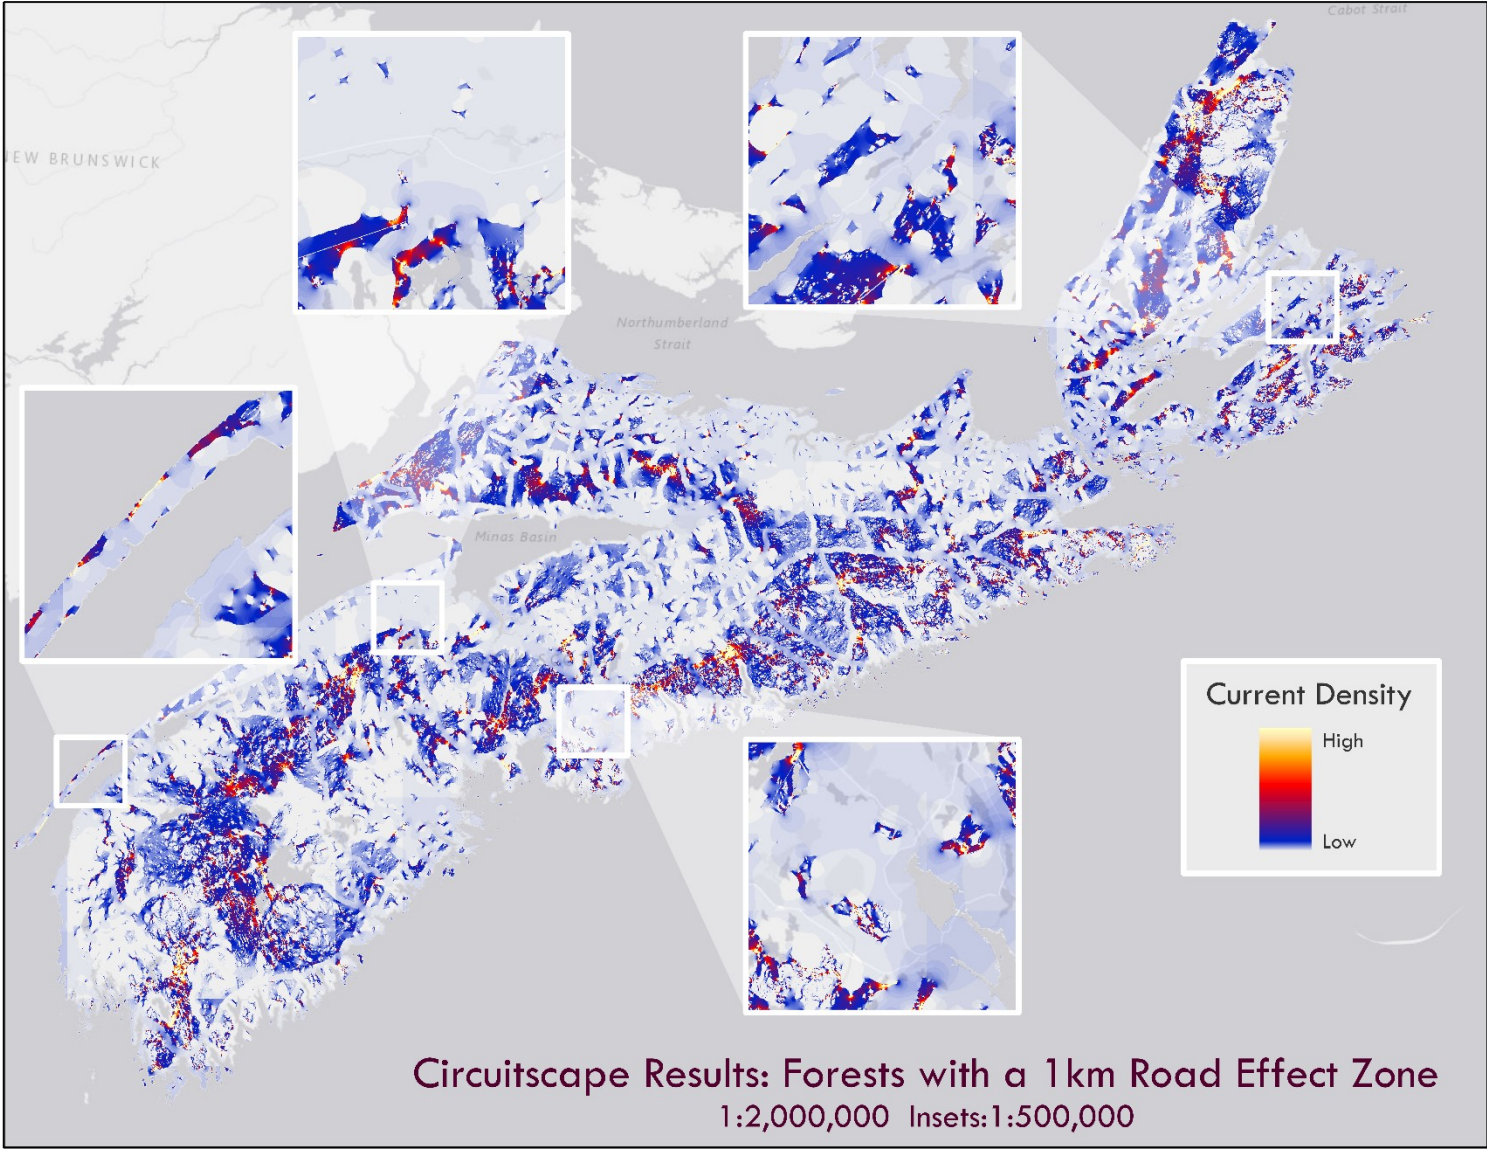 Cabot Strait
NEW BRUNSWICK
Northumberland
Strait
Minas Basin
Current Density
High
Low
Circuitscape Results: Forests with a 1km Road Effect Zone
1:2,000,000 Insets:1:500,000